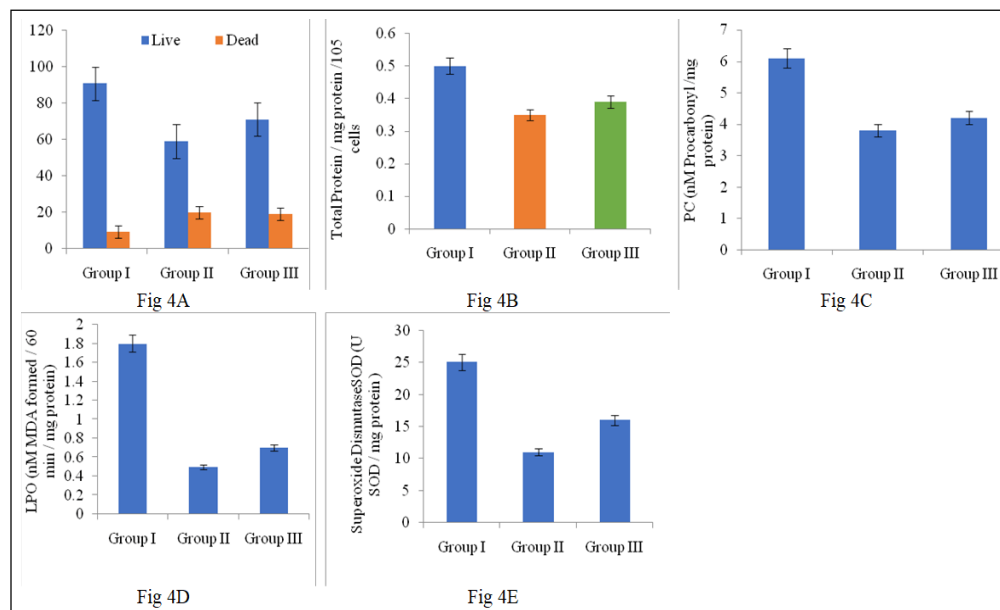 Live Dead
120
100
80
60
40
20
0
Group I Group II Group III
Fig 4A
Total Protein / mg protein /105
cells
0.6
0.5
0.4
0.3
0.2
0.1
0
Group I Group II Group III
Fig 4B
PC (nM Procarbonyl /mg
protein)
7
6
5
4
3
2
1
0
Group I Group II Group III
Fig 4C
LPO (nM MDA formed / 60
min / mg protein)
2
1.8
1.6
1.4
1.2
1
0.8
0.6
0.4
0.2
0
Group I Group II Group III
Fig 4D
Superoxide DismutaseSOD (U
SOD / mg protein )
30
25
20
15
10
5
0
Group I Group II Group III
Fig 4E